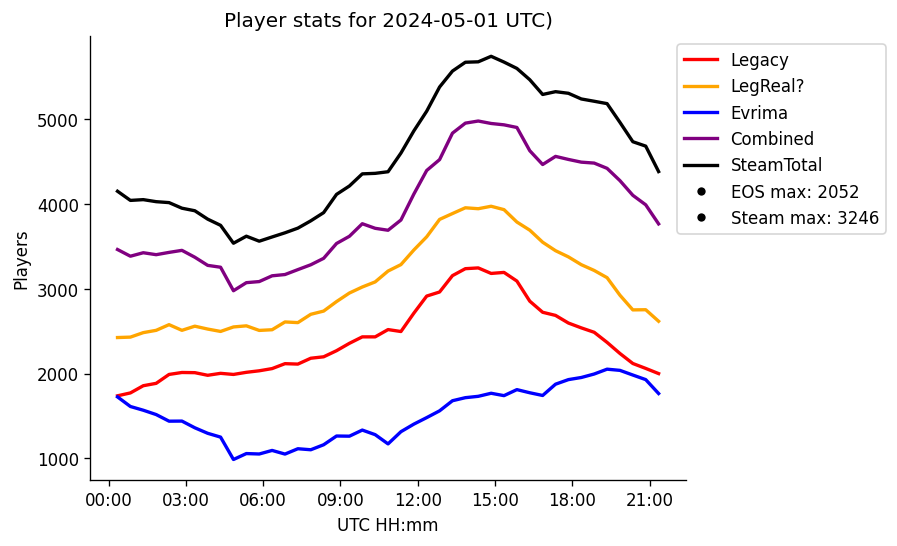 Player stats for 2024-05-01 UTC)
Legacy
LegReal?
Evrima
Combined
SteamTotal
EOS max: 2052
Steam max: 3246
Players
5000
4000
3000
2000
1000
00:00 03:00 06:00 09:00 12:00 15:00 18:00 21:00
UTC HH:mm